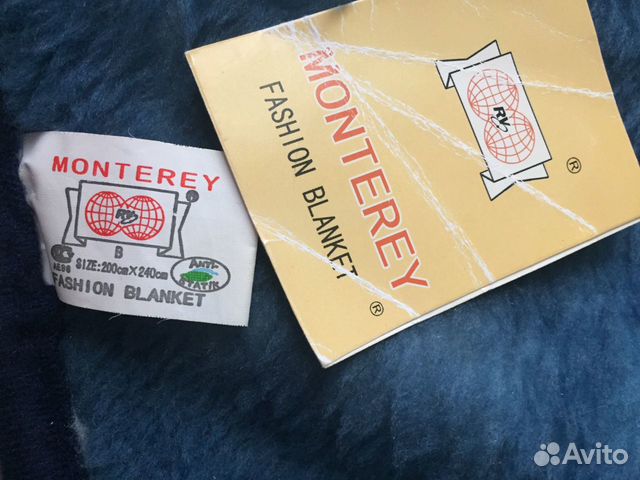 MONTEREY
RV
B
SIZE:200cm×240cm
ANTI-
STATIK
FASHION BLANKET
RV
®
MONTEREY
FASHION BLANKET
®
Avito